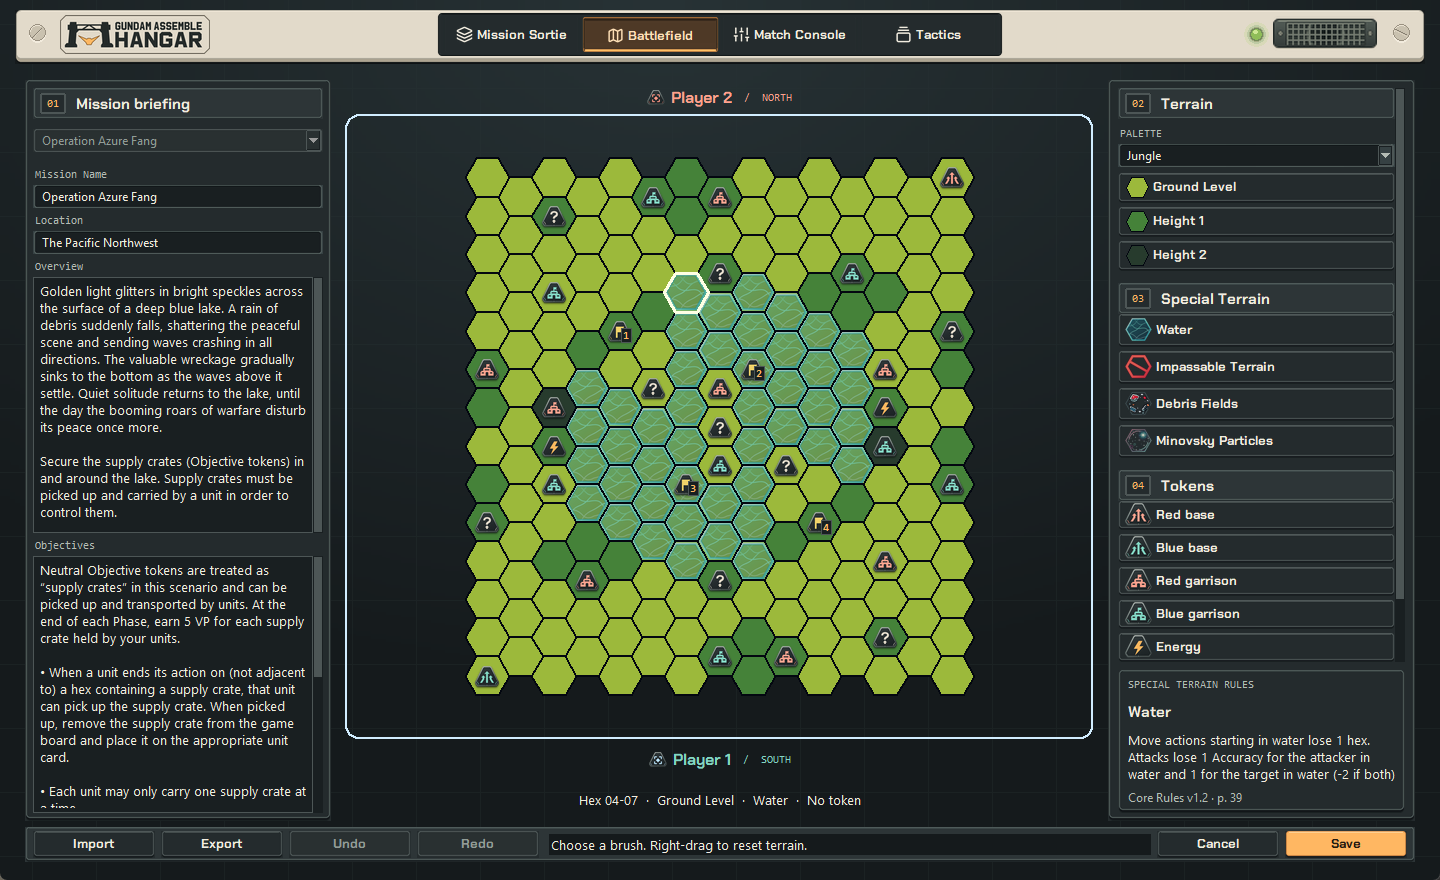 GUNDAM ASSEMBLE
HANGAR
Mission Sortie
Battlefield
Match Console
Tactics
01 Mission briefing
Operation Azure Fang
Mission Name
Operation Azure Fang
Location
The Pacific Northwest
Overview
Golden light glitters in bright speckles across
the surface of a deep blue lake. A rain of
debris suddenly falls, shattering the peaceful
scene and sending waves crashing in all
directions. The valuable wreckage gradually
sinks to the bottom as the waves above it
settle. Quiet solitude returns to the lake, until
the day the booming roars of warfare disturb
its peace once more.
Secure the supply crates (Objective tokens) in
and around the lake. Supply crates must be
picked up and carried by a unit in order to
control them.
Objectives
Neutral Objective tokens are treated as
“supply crates” in this scenario and can be
picked up and transported by units. At the
end of each Phase, earn 5 VP for each supply
crate held by your units.
• When a unit ends its action on (not adjacent
to) a hex containing a supply crate, that unit
can pick up the supply crate. When picked
up, remove the supply crate from the game
board and place it on the appropriate unit
card.
• Each unit may only carry one supply crate at
a time.
Player 2 / NORTH
?
?
1
?
2
?
?
?
3
?
4
?
?
Player 1 / SOUTH
Hex 04-07 · Ground Level · Water · No token
02 Terrain
PALETTE
Jungle
Ground Level
Height 1
Height 2
03 Special Terrain
Water
Impassable Terrain
Debris Fields
Minovsky Particles
04 Tokens
Red base
Blue base
Red garrison
Blue garrison
Energy
SPECIAL TERRAIN RULES
Water
Move actions starting in water lose 1 hex.
Attacks lose 1 Accuracy for the attacker in
water and 1 for the target in water (-2 if both)
Core Rules v1.2 · p. 39
Import
Export
Undo
Redo
Choose a brush. Right-drag to reset terrain.
Cancel
Save